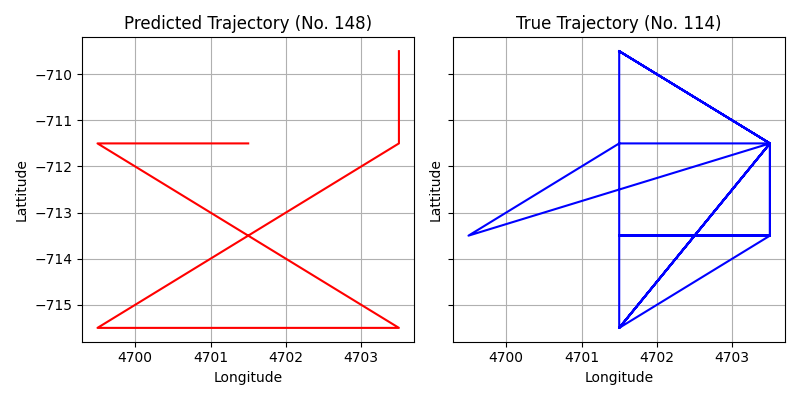 Predicted Trajectory (No. 148)
−710
−711
−712
−713
−714
−715
Lattitude
4700 4701 4702 4703
Longitude
True Trajectory (No. 114)
Lattitude
4700 4701 4702 4703
Longitude